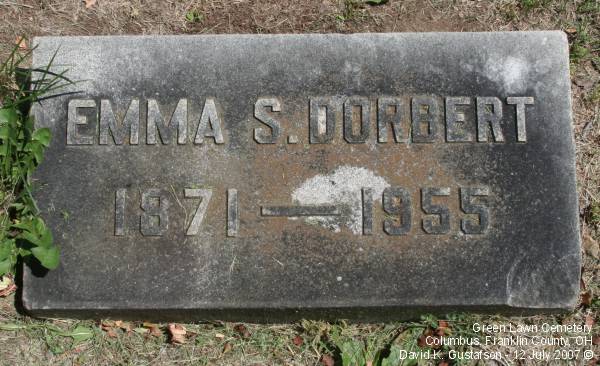 EMMA S. DORBERT
1871 — 1955
Green Lawn Cemetery
Columbus, Franklin County, OH
David K. Gustafson - 12 July 2007 ©